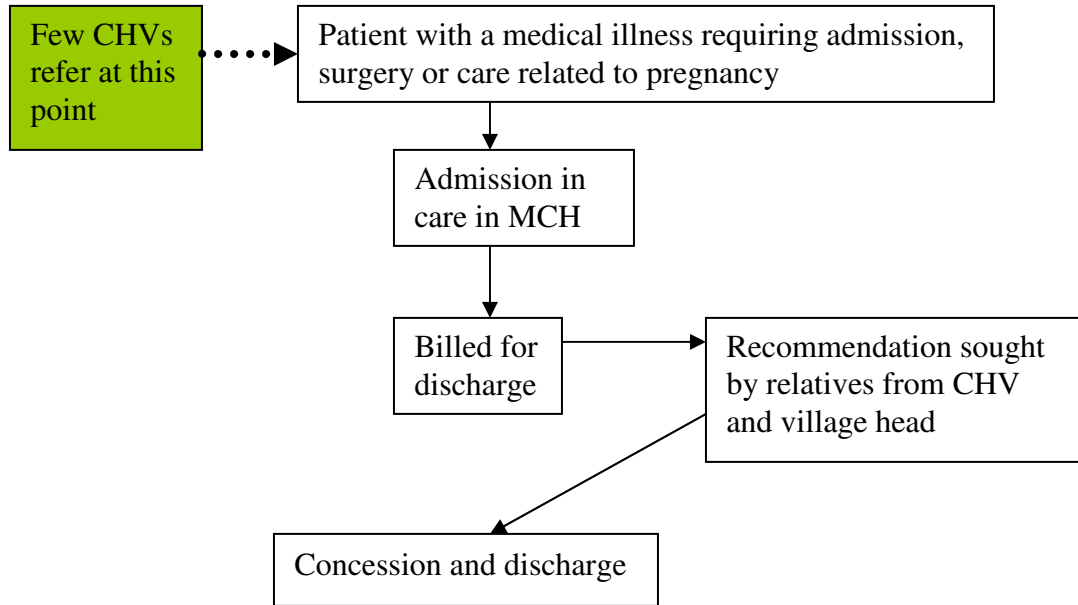 Few CHVs
refer at this
point
Patient with a medical illness requiring admission,
surgery or care related to pregnancy
Admission in
care in MCH
Billed for
discharge
Recommendation sought
by relatives from CHV
and village head
Concession and discharge